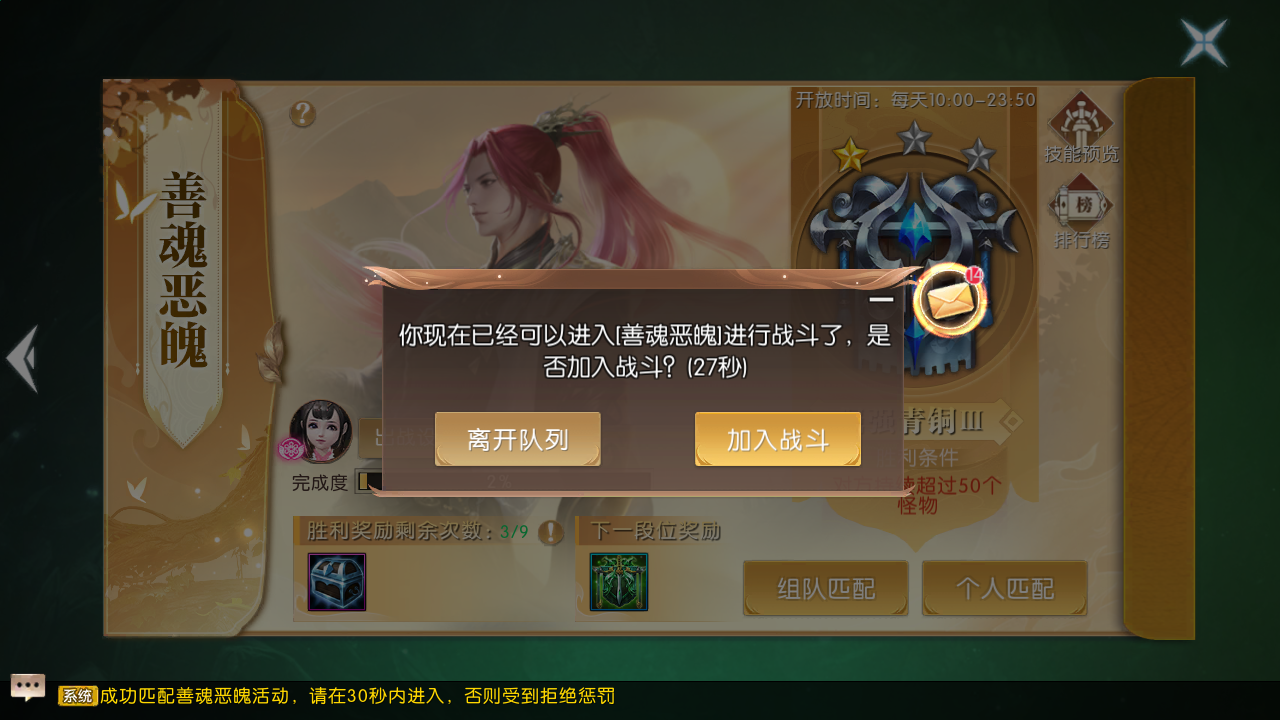 开放时间：每天10:00-23:50
技能预览
榜
排行榜
善魂恶魄
14
你现在已经可以进入[善魂恶魄]进行战斗了，是
否加入战斗？(27秒)
离开队列
加入战斗
青铜III
利条件
超过50个
怪物
完成度
2%
胜利奖励剩余次数：3/9
下一段位奖励
组队匹配
个人匹配
系统 成功匹配善魂恶魄活动，请在30秒内进入，否则受到拒绝惩罚